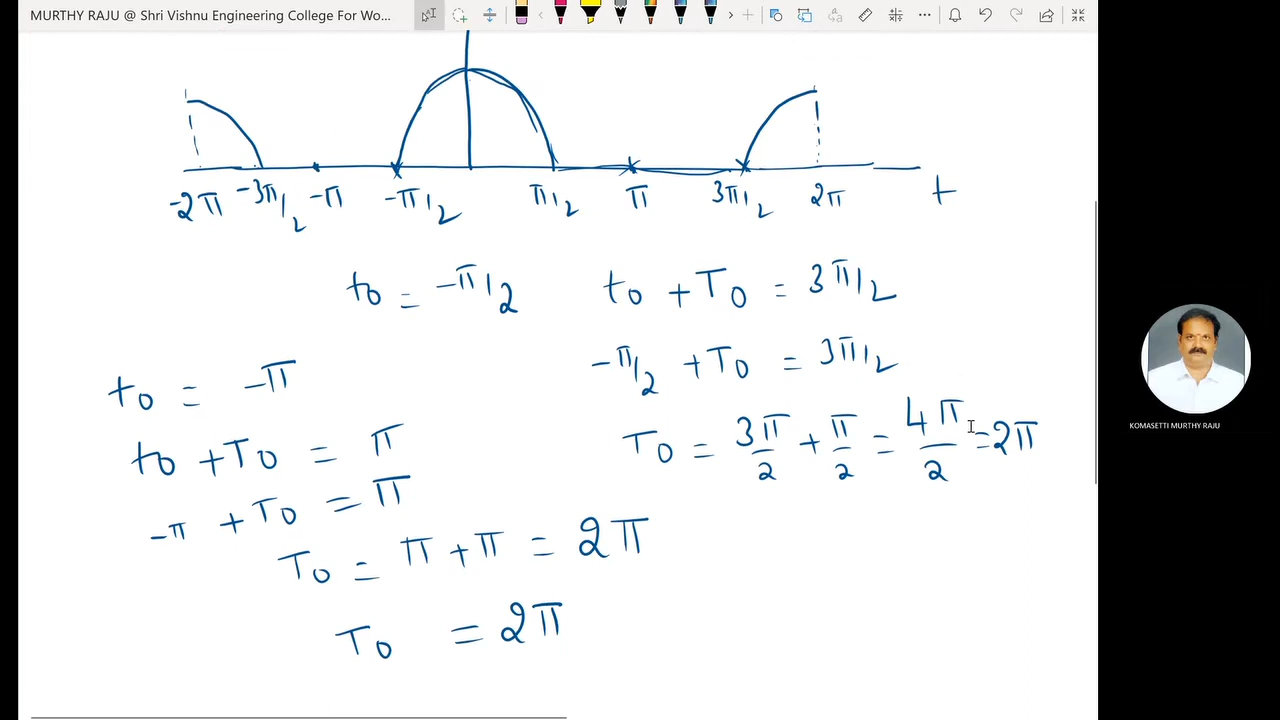 MURTHY RAJU @ Shri Vishnu Engineering College For Wo...
-2π -3π/2 -π -π/2 π/2 π 3π/2 2π t
t0 = -π/2 t0 + T0 = 3π/2
-π/2 + T0 = 3π/2
t0 = -π
T0 = 3π/2 + π/2 = 4π/2 = 2π
t0 + T0 = π
-π + T0 = π
T0 = π + π = 2π
T0 = 2π
KOMASETTI MURTHY RAJU